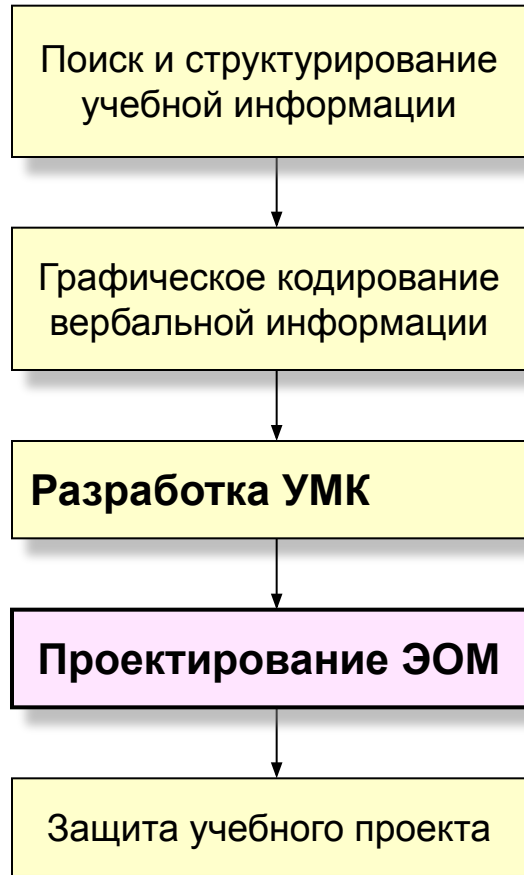 Поиск и структурирование
учебной информации
Графическое кодирование
вербальной информации
Разработка УМК
Проектирование ЭОМ
Защита учебного проекта